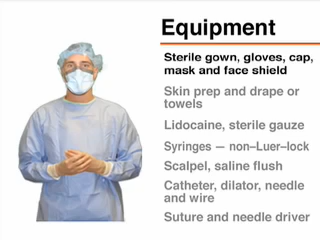 Equipment
Sterile gown, gloves, cap,
mask and face shield
Skin prep and drape or
towels
Lidocaine, sterile gauze
Syringes — non–Luer–lock
Scalpel, saline flush
Catheter, dilator, needle
and wire
Suture and needle driver